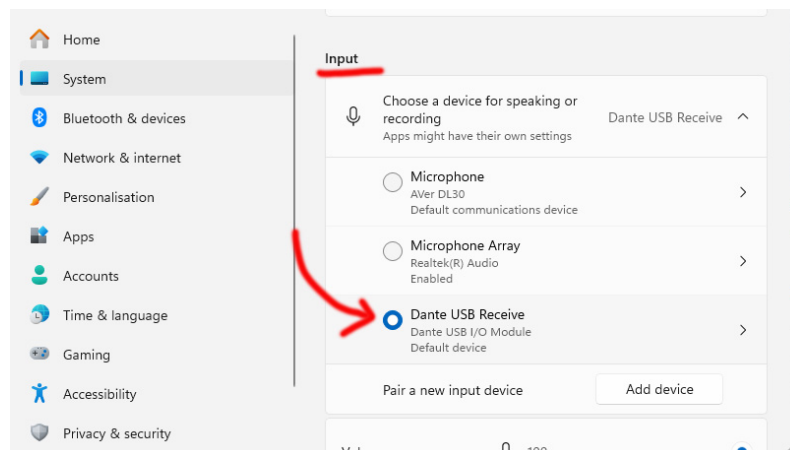 Home
System
Bluetooth & devices
Network & internet
Personalisation
Apps
Accounts
Time & language
Gaming
Accessibility
Privacy & security
Input
Choose a device for speaking or
recording
Apps might have their own settings
Dante USB Receive
Microphone
AVer DL30
Default communications device
Microphone Array
Realtek(R) Audio
Enabled
Dante USB Receive
Dante USB I/O Module
Default device
Pair a new input device
Add device